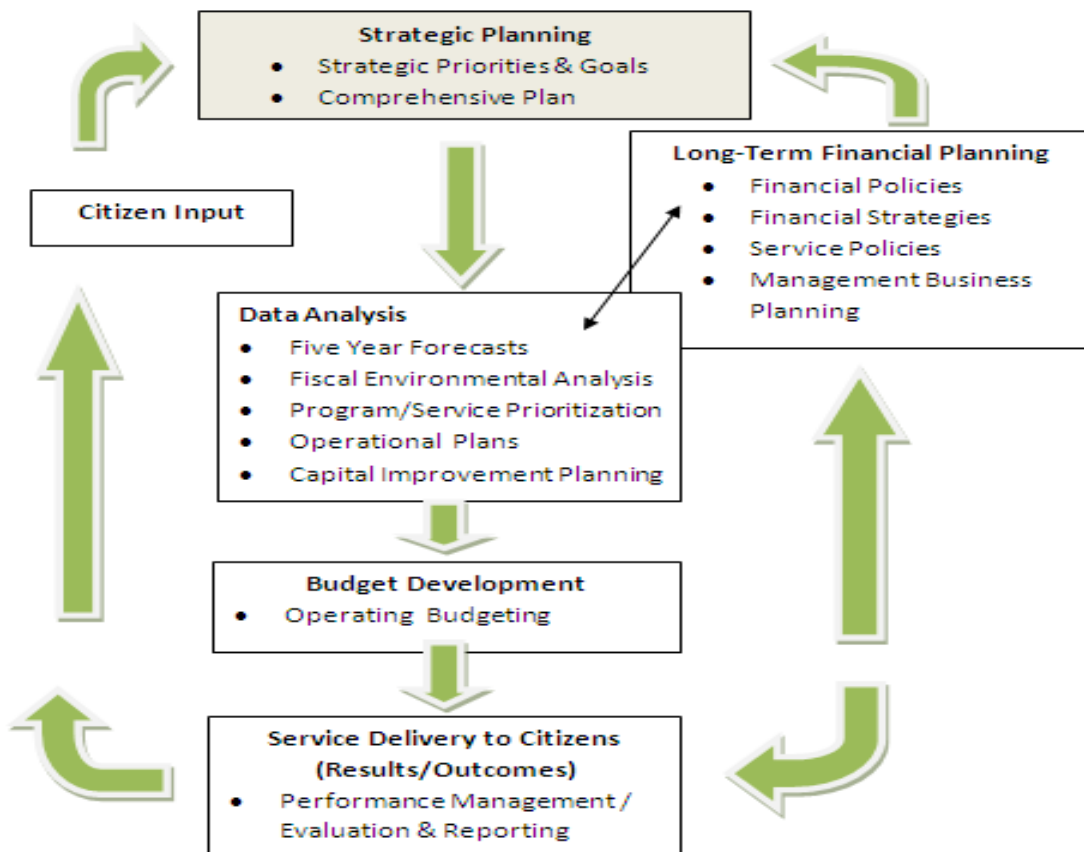 Strategic Planning
• Strategic Priorities & Goals
• Comprehensive Plan
Long-Term Financial Planning
• Financial Policies
• Financial Strategies
• Service Policies
• Management Business
Planning
Citizen Input
Data Analysis
• Five Year Forecasts
• Fiscal Environmental Analysis
• Program/Service Prioritization
• Operational Plans
• Capital Improvement Planning
Budget Development
• Operating Budgeting
Service Delivery to Citizens
(Results/Outcomes)
• Performance Management /
Evaluation & Reporting